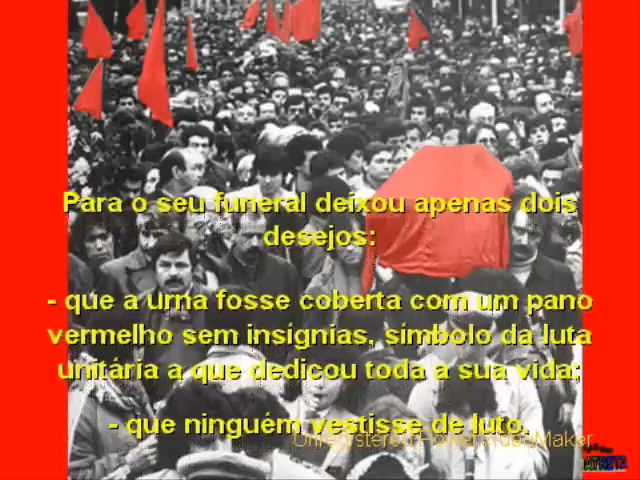 Para o seu funeral deixou apenas dois
desejos:
- que a urna fosse coberta com um pano
vermelho sem insígnias, símbolo da luta
unitária a que dedicou toda a sua vida;
- que ninguém vestisse de luto.
Unregistered PowerVideoMaker